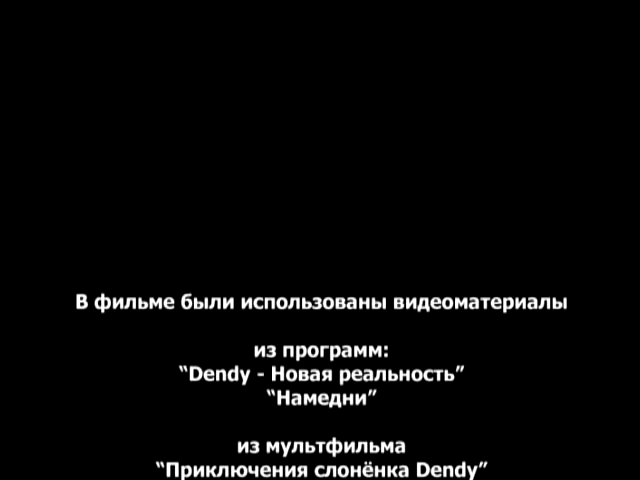 В фильме были использованы видеоматериалы
из программ:
“Dendy - Новая реальность”
“Намедни”
из мультфильма
“Приключения слонёнка Dendy”